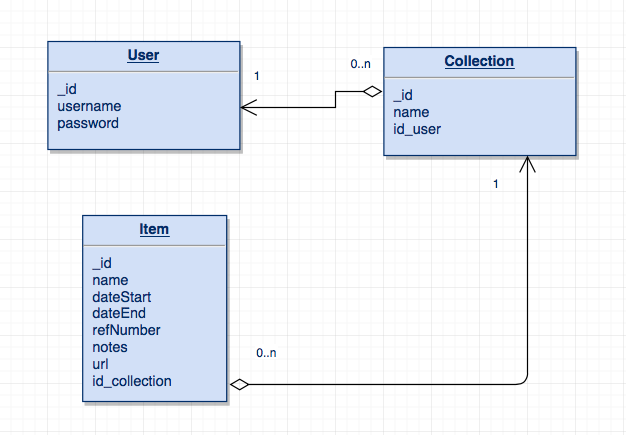 User
_id
username
password
1
0..n
Collection
_id
name
id_user
1
Item
_id
name
dateStart
dateEnd
refNumber
notes
url
id_collection
0..n